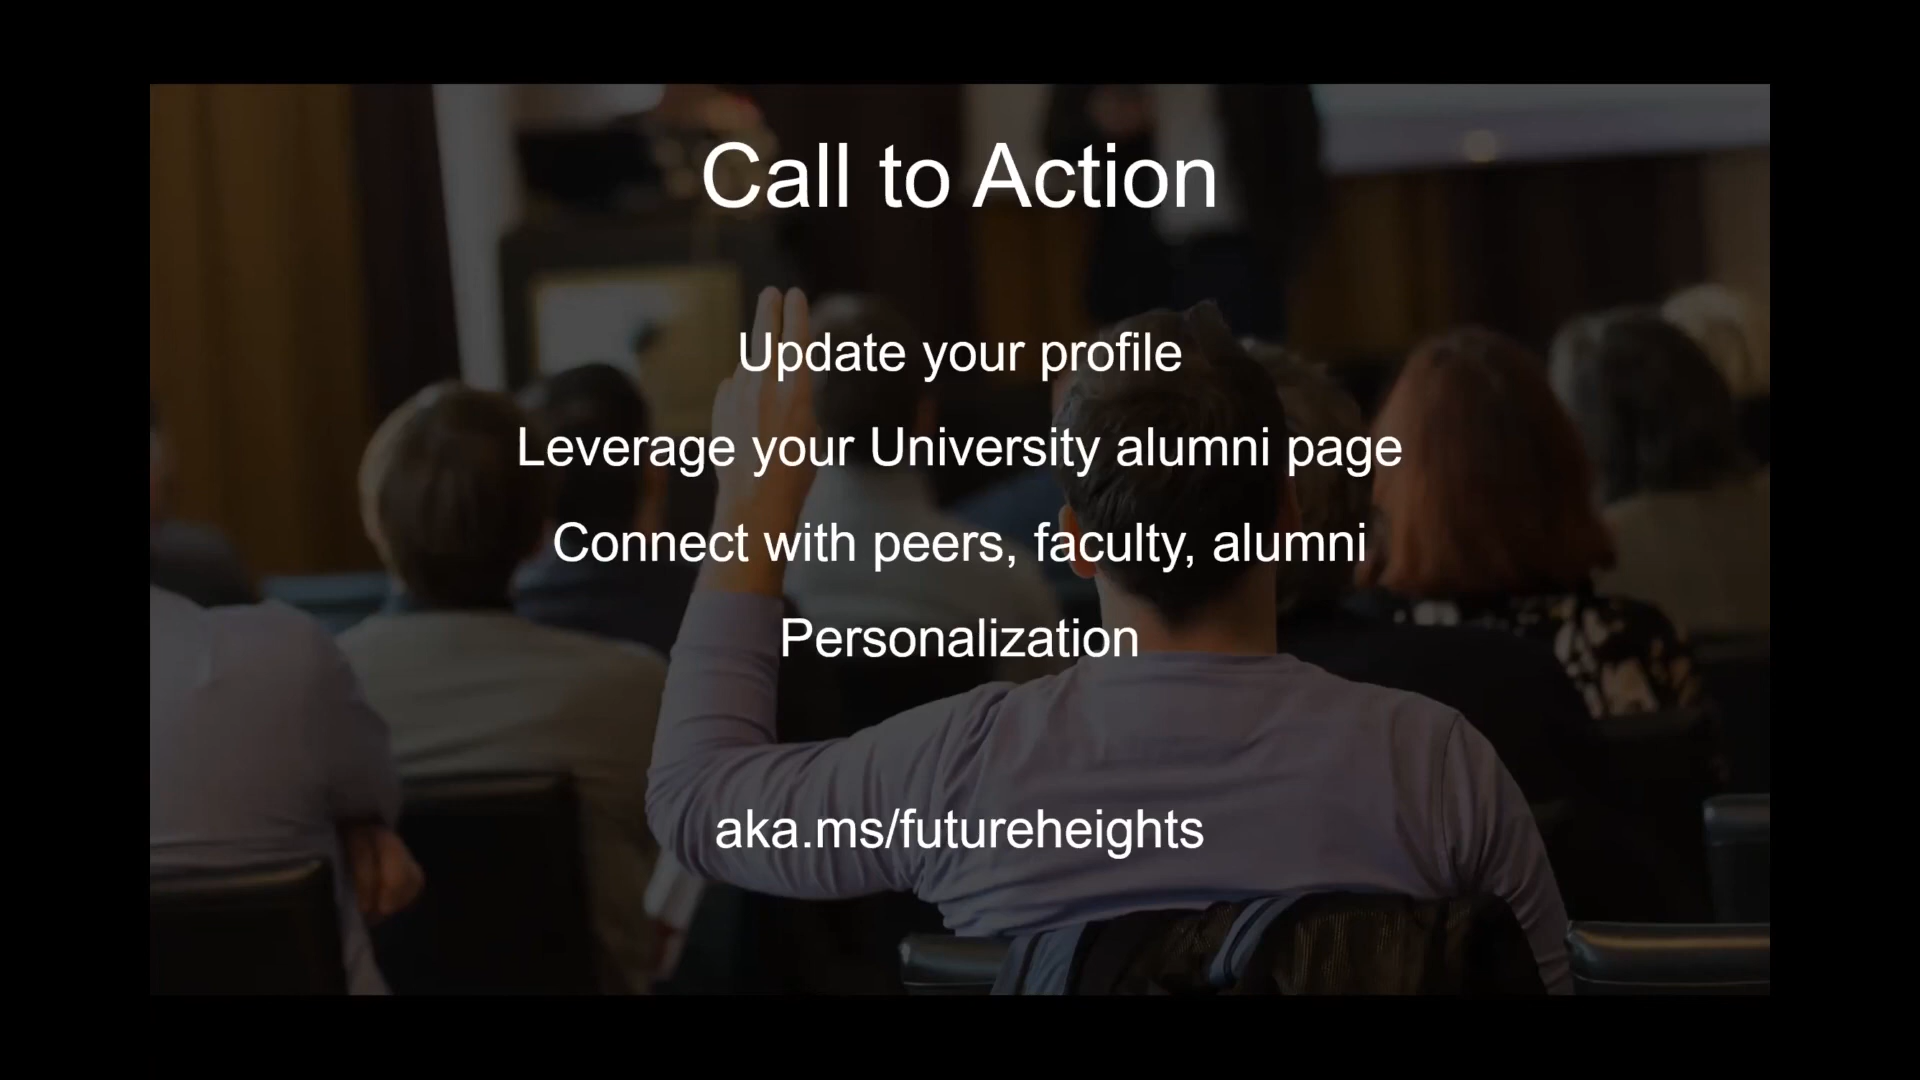 Call to Action
Update your profile
Leverage your University alumni page
Connect with peers, faculty, alumni
Personalization
aka.ms/futureheights